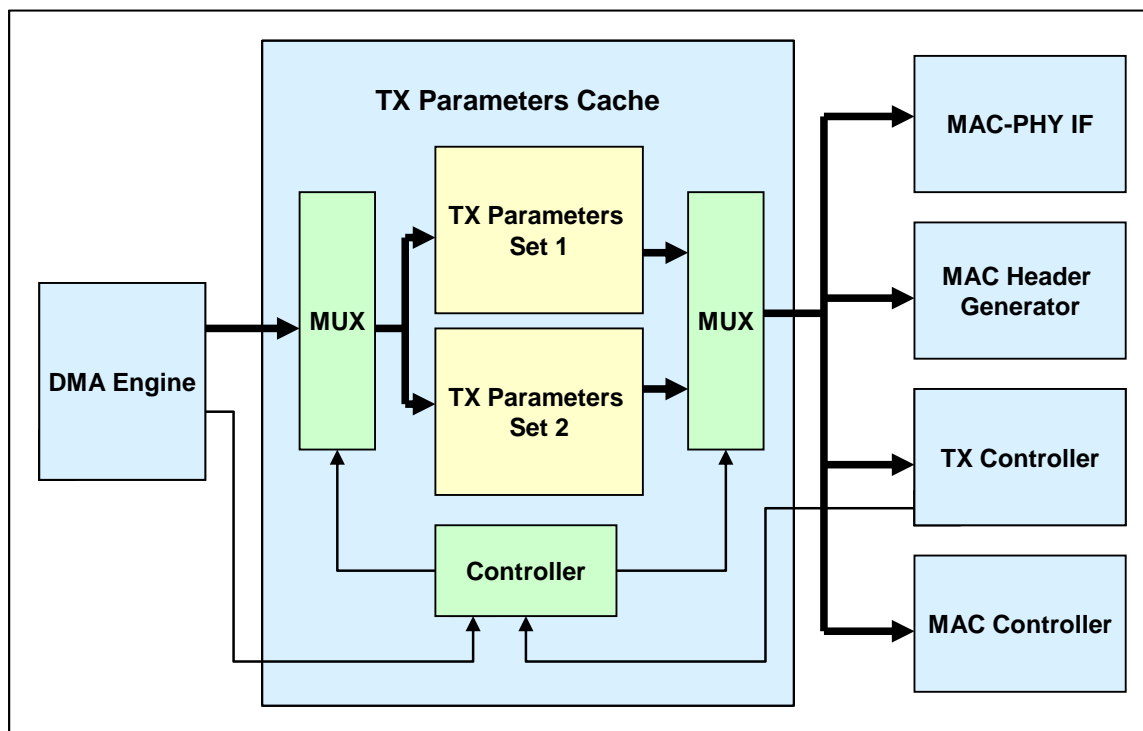 TX Parameters Cache
DMA Engine
MUX
TX Parameters
Set 1
TX Parameters
Set 2
MUX
Controller
MAC-PHY IF
MAC Header
Generator
TX Controller
MAC Controller